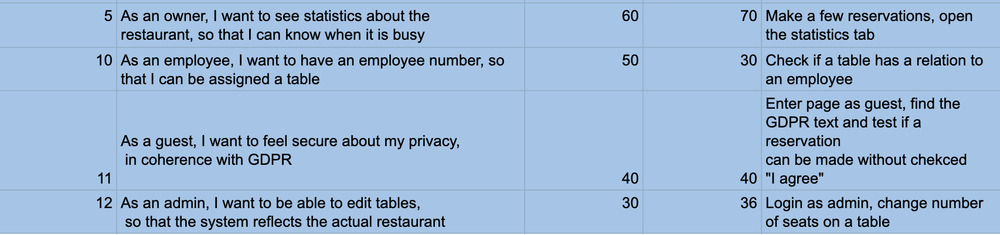 5 As an owner, I want to see statistics about the 60 70 Make a few reservations, open
restaurant, so that I can know when it is busy the statistics tab
10 As an employee, I want to have an employee number, so 50 30 Check if a table has a relation to
that I can be assigned a table an employee
Enter page as guest, find the
GDPR text and test if a
As a guest, I want to feel secure about my privacy, reservation
in coherence with GDPR can be made without chekced
11 40 40 "I agree"
12 As an admin, I want to be able to edit tables, 30 36 Login as admin, change number
so that the system reflects the actual restaurant of seats on a table